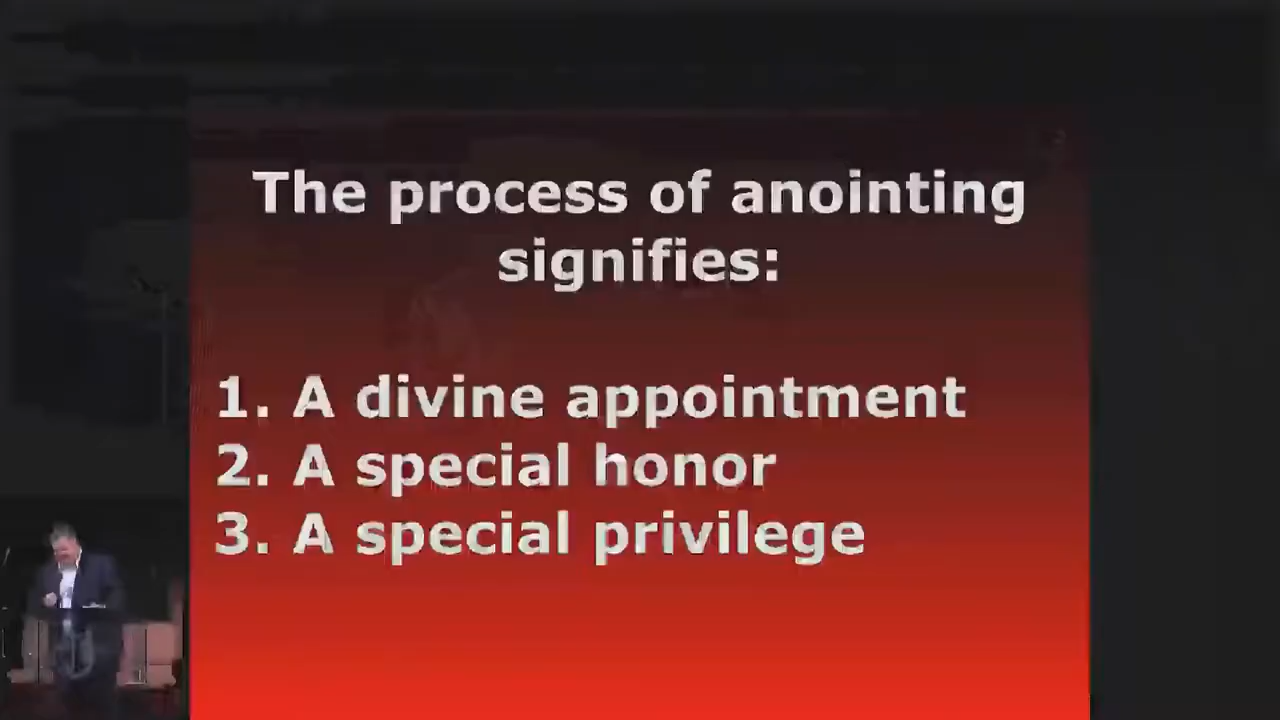 The process of anointing
signifies:
1. A divine appointment
2. A special honor
3. A special privilege